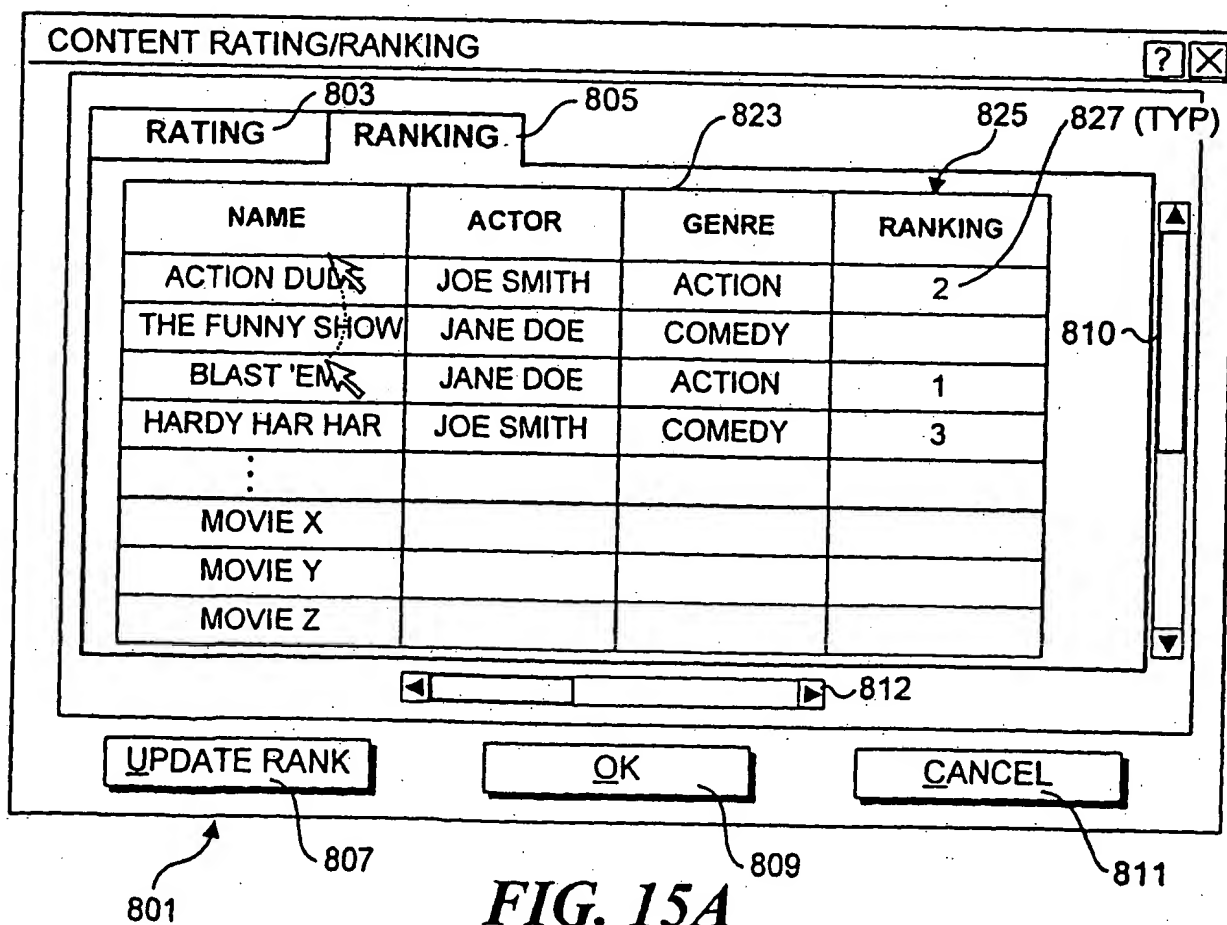 CONTENT RATING/RANKING ? X
803 805 823 825 827 (TYP)
RATING RANKING
NAME ACTOR GENRE RANKING
ACTION DUDS JOE SMITH ACTION 2
THE FUNNY SHOW JANE DOE COMEDY
810
BLAST 'EM JANE DOE ACTION 1
HARDY HAR HAR JOE SMITH COMEDY 3
⋮
MOVIE X
MOVIE Y
MOVIE Z
812
UPDATE RANK OK CANCEL
801 807 809 811
FIG. 15A